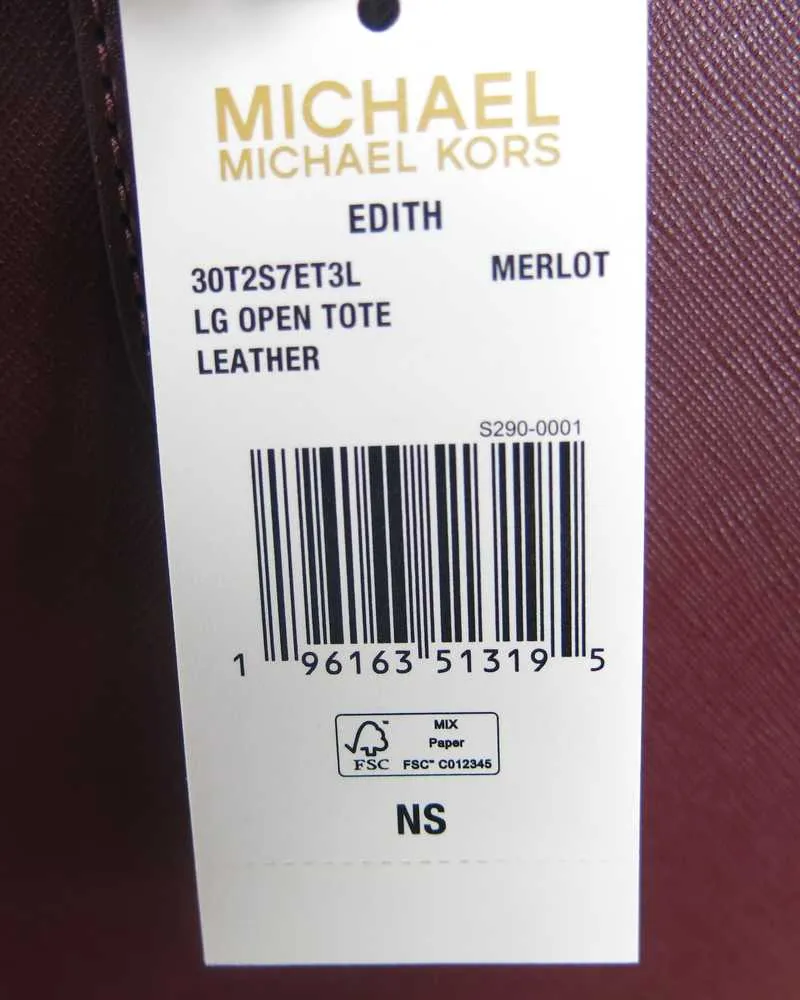 MICHAEL
MICHAEL KORS
EDITH
30T2S7ET3L MERLOT
LG OPEN TOTE
LEATHER
S290-0001
1 96163 51319 5
MIX
Paper
FSC FSC™ C012345
NS